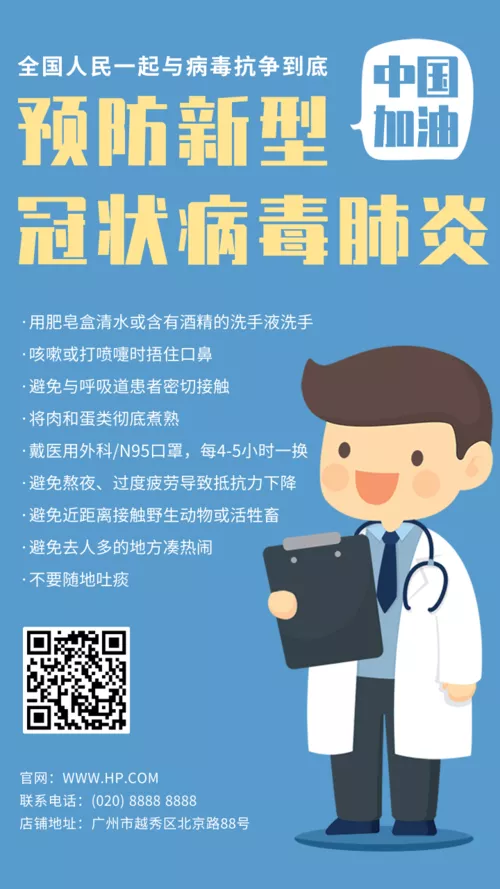 全国人民一起与病毒抗争到底
中国
加油
预防新型
冠状病毒肺炎
·用肥皂盒清水或含有酒精的洗手液洗手
·咳嗽或打喷嚏时捂住口鼻
·避免与呼吸道患者密切接触
·将肉和蛋类彻底煮熟
·戴医用外科/N95口罩，每4-5小时一换
·避免熬夜、过度疲劳导致抵抗力下降
·避免近距离接触野生动物或活牲畜
·避免去人多的地方凑热闹
·不要随地吐痰
官网：WWW.HP.COM
联系电话：(020) 8888 8888
店铺地址：广州市越秀区北京路88号